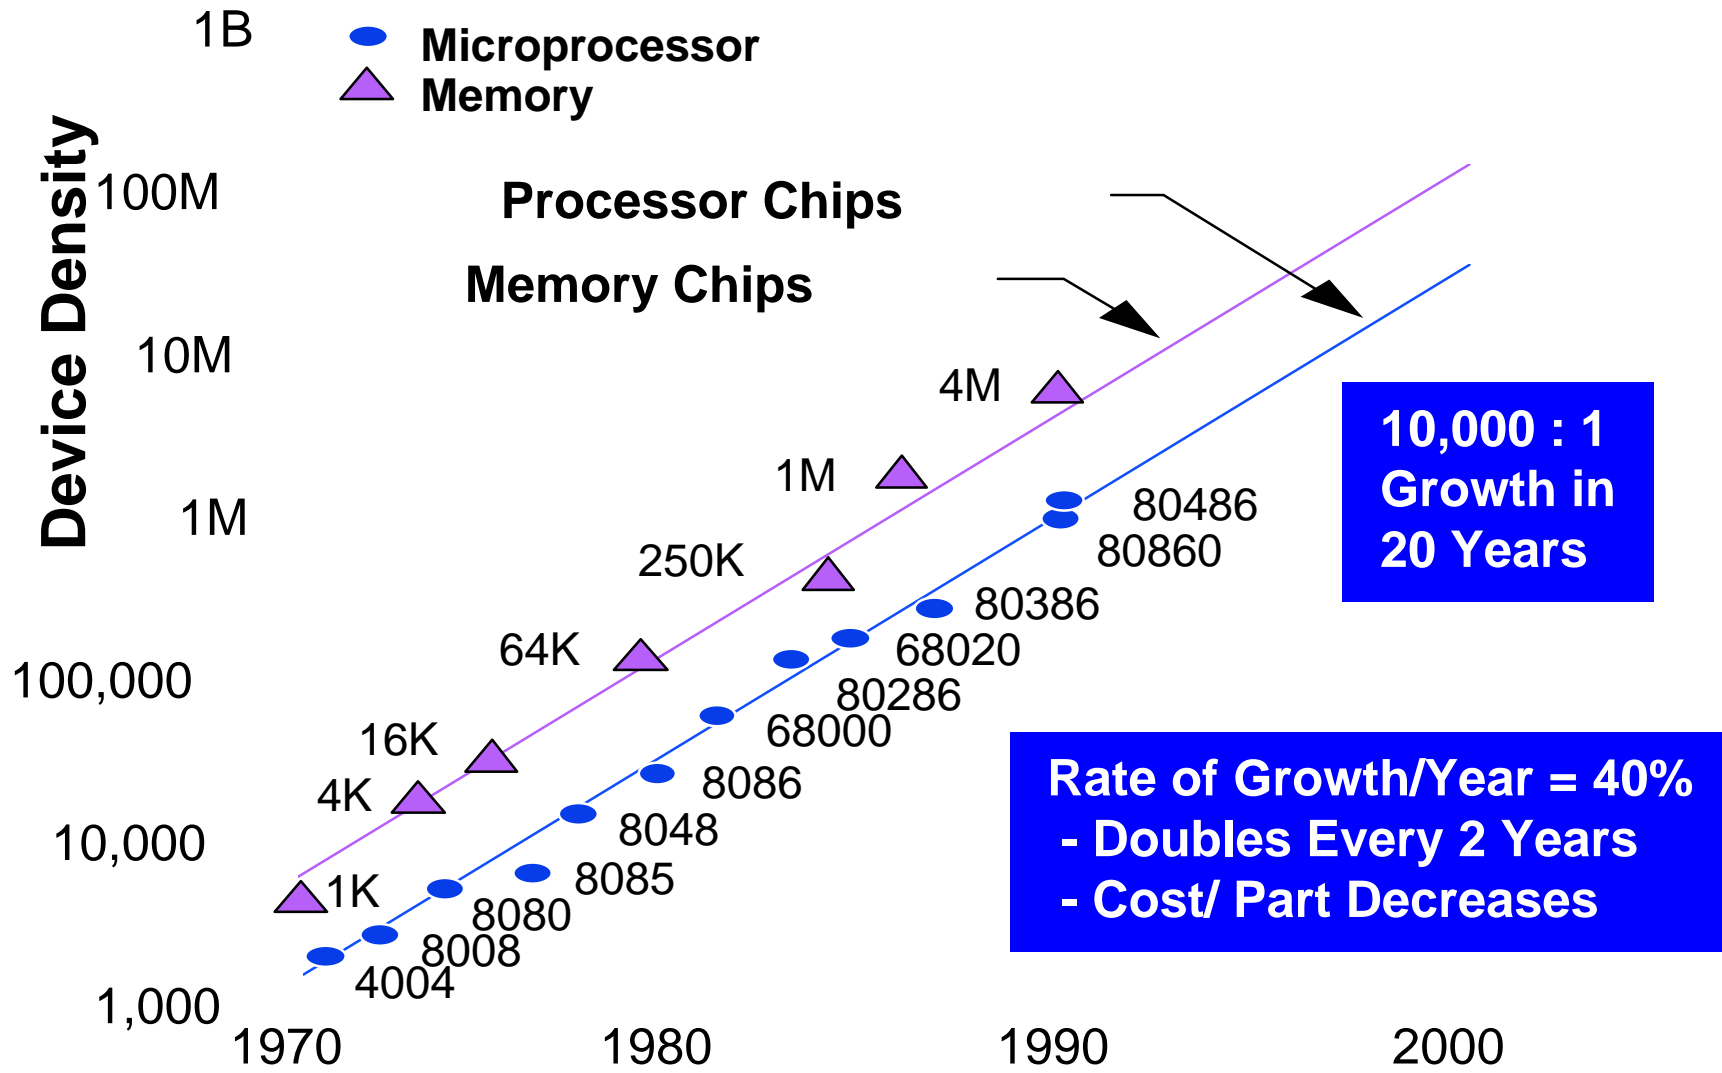 1B
Microprocessor
Memory
Device Density
100M
Processor Chips
Memory Chips
10M
4M
10,000 : 1
Growth in
20 Years
1M
1M
80486
80860
250K
80386
64K
68020
100,000
80286
68000
16K
8086
Rate of Growth/Year = 40%
- Doubles Every 2 Years
- Cost/ Part Decreases
4K
8048
10,000
8085
1K
8080
8008
4004
1,000
1970
1980
1990
2000